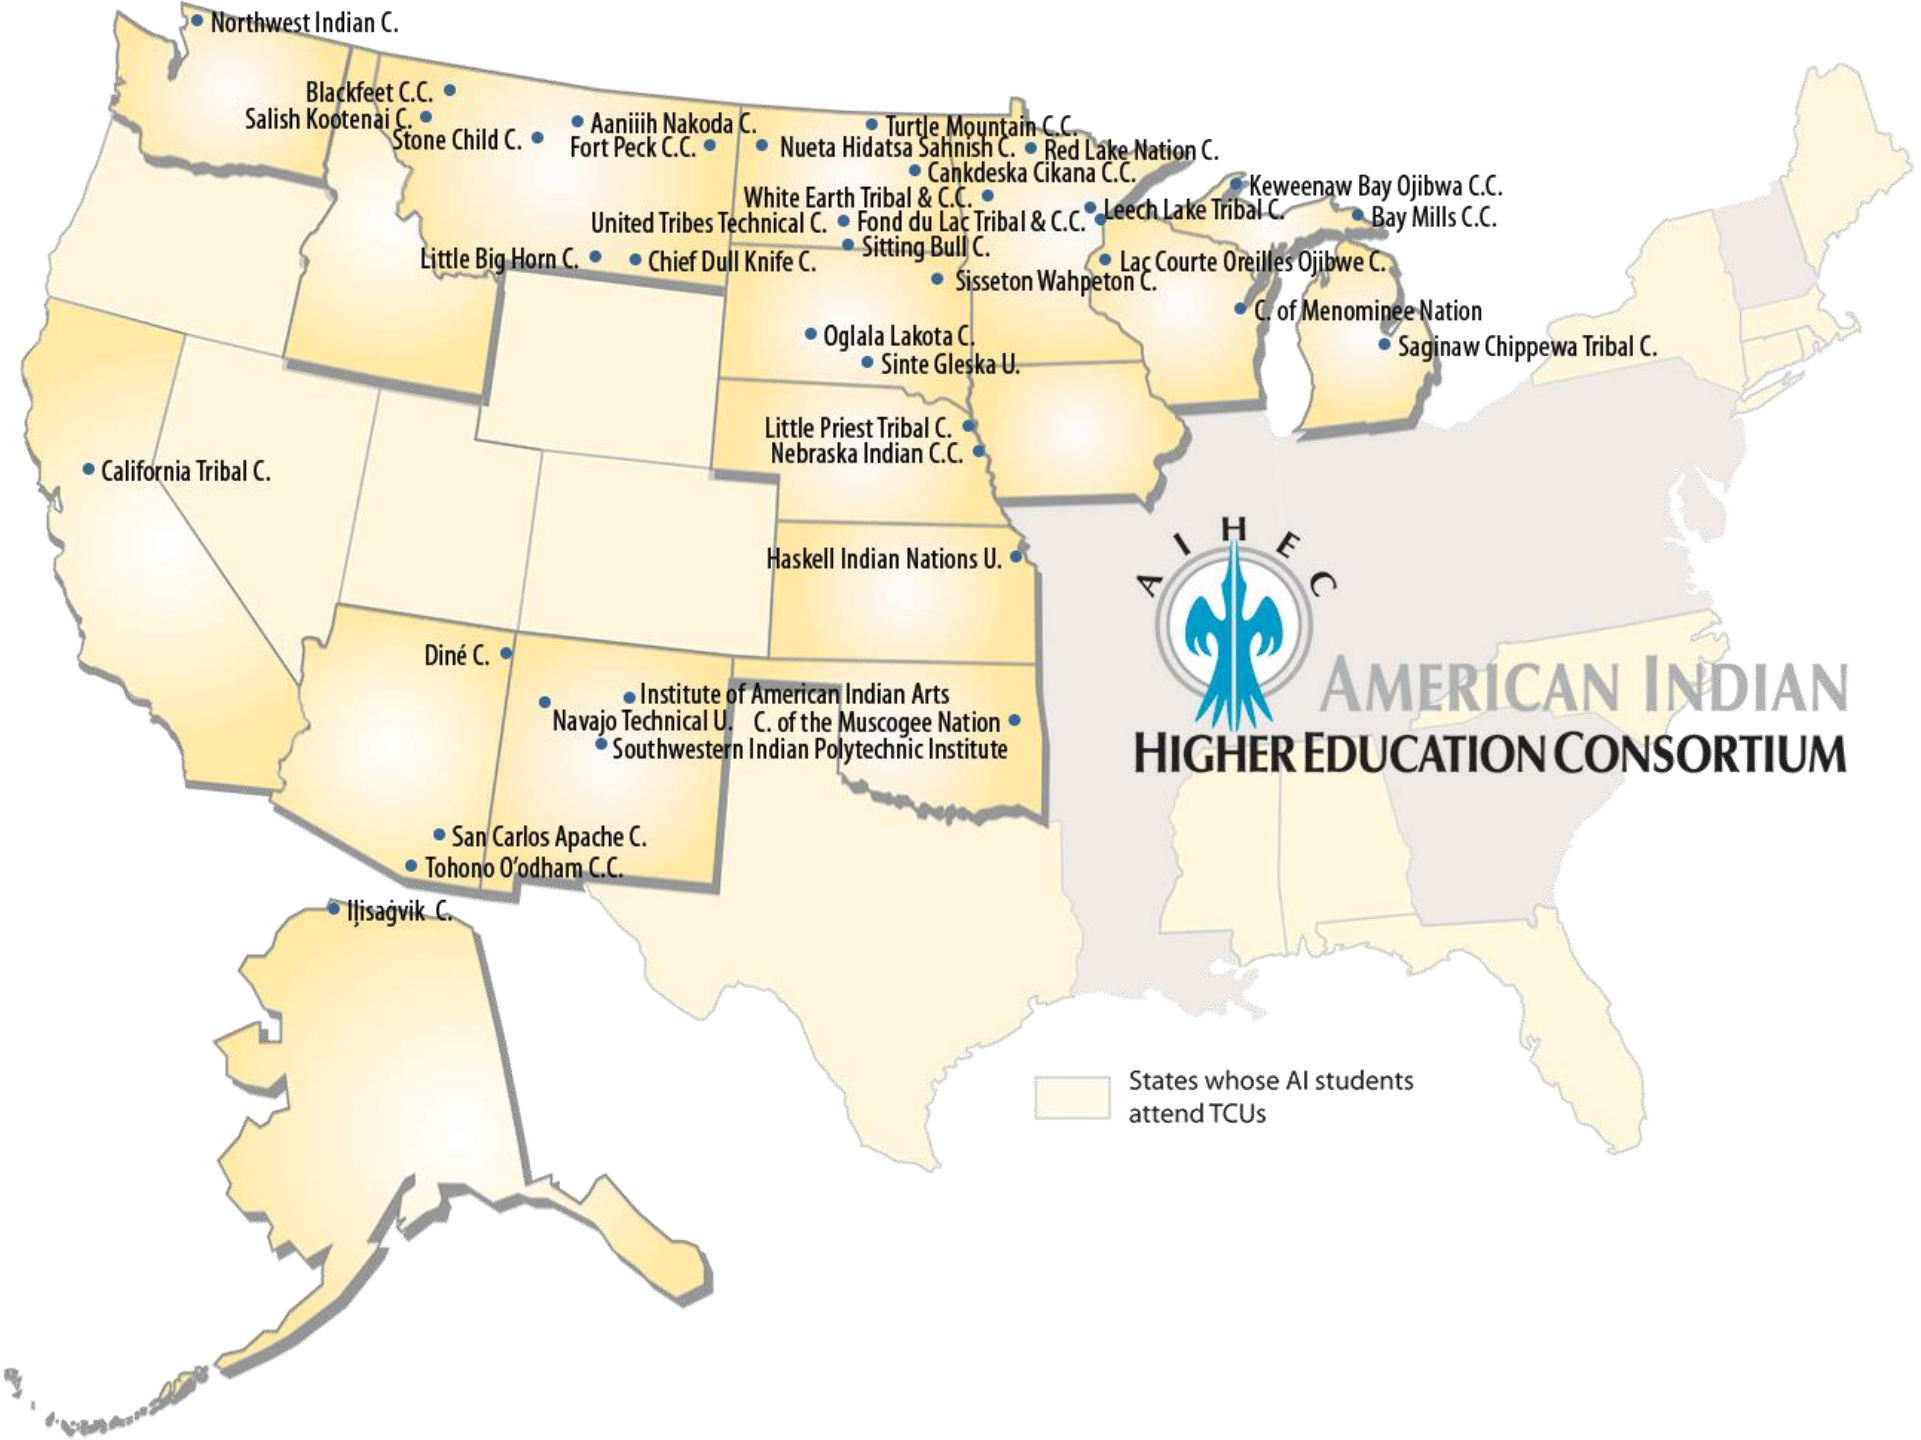 Northwest Indian C.
Blackfeet C.C.
Salish Kootenai C.
Stone Child C.
Aaniiih Nakoda C.
Fort Peck C.C.
Turtle Mountain C.C.
Nueta Hidatsa Sahnish C.
Red Lake Nation C.
Cankdeska Cikana C.C.
White Earth Tribal & C.C.
Keweenaw Bay Ojibwa C.C.
Leech Lake Tribal C.
Bay Mills C.C.
United Tribes Technical C.
Fond du Lac Tribal & C.C.
Sitting Bull C.
Little Big Horn C.
Chief Dull Knife C.
Lac Courte Oreilles Ojibwe C.
Sisseton Wahpeton C.
C. of Menominee Nation
Oglala Lakota C.
Saginaw Chippewa Tribal C.
Sinte Gleska U.
Little Priest Tribal C.
Nebraska Indian C.C.
California Tribal C.
Haskell Indian Nations U.
A I H E C
AMERICAN INDIAN
HIGHER EDUCATION CONSORTIUM
Diné C.
Institute of American Indian Arts
Navajo Technical U.
C. of the Muscogee Nation
Southwestern Indian Polytechnic Institute
San Carlos Apache C.
Tohono O'odham C.C.
Iḷisaġvik C.
States whose AI students
attend TCUs